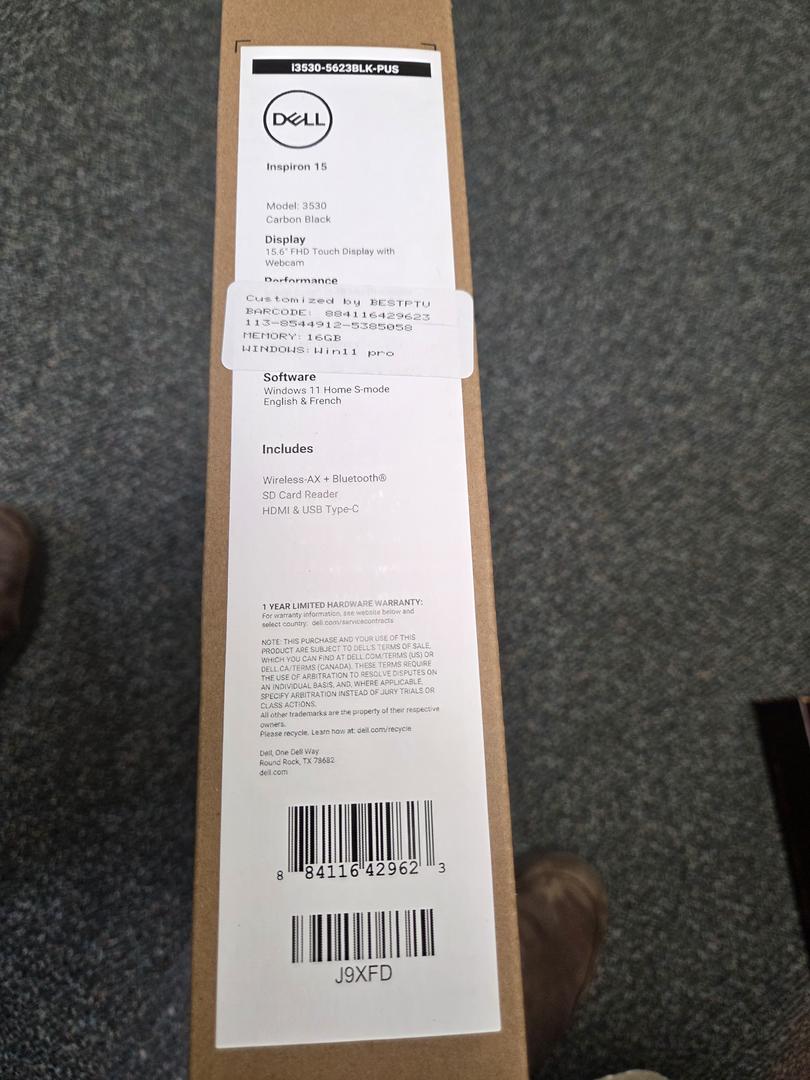 i3530-5623BLK-PUS
DELL
Inspiron 15
Model: 3530
Carbon Black
Display
15.6" FHD Touch Display with
Webcam
Performance
Customized by BESTPTU
BARCODE: 884116429623
113-8544912-5385058
MEMORY: 16GB
WINDOWS:Win11 pro
Software
Windows 11 Home S-mode
English & French
Includes
Wireless-AX + Bluetooth®
SD Card Reader
HDMI & USB Type-C
1 YEAR LIMITED HARDWARE WARRANTY:
For warranty information, see website below and
select country: dell.com/servicecontracts
NOTE: THIS PURCHASE AND YOUR USE OF THIS
PRODUCT ARE SUBJECT TO DELL'S TERMS OF SALE,
WHICH YOU CAN FIND AT DELL.COM/TERMS (US) OR
DELL.CA/TERMS (CANADA). THESE TERMS REQUIRE
THE USE OF ARBITRATION TO RESOLVE DISPUTES ON
AN INDIVIDUAL BASIS, AND, WHERE APPLICABLE,
SPECIFY ARBITRATION INSTEAD OF JURY TRIALS OR
CLASS ACTIONS.
All other trademarks are the property of their respective
owners.
Please recycle. Learn how at: dell.com/recycle
Dell, One Dell Way
Round Rock, TX 78682
dell.com
8 84116 42962 3
J9XFD